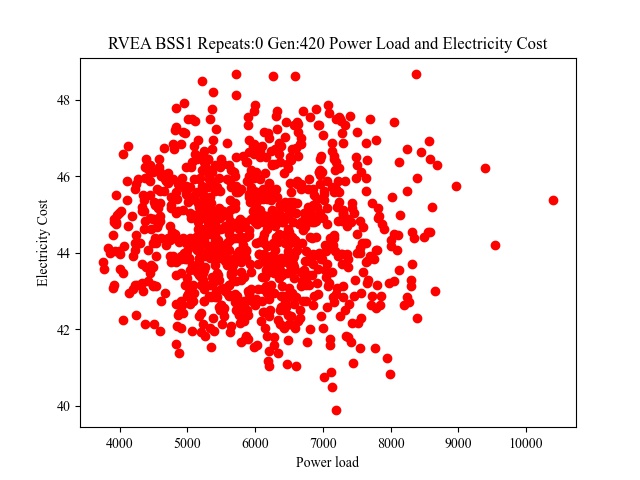 RVEA BSS1 Repeats:0 Gen:420 Power Load and Electricity Cost
48
46
44
42
40
Electricity Cost
4000 5000 6000 7000 8000 9000 10000
Power load